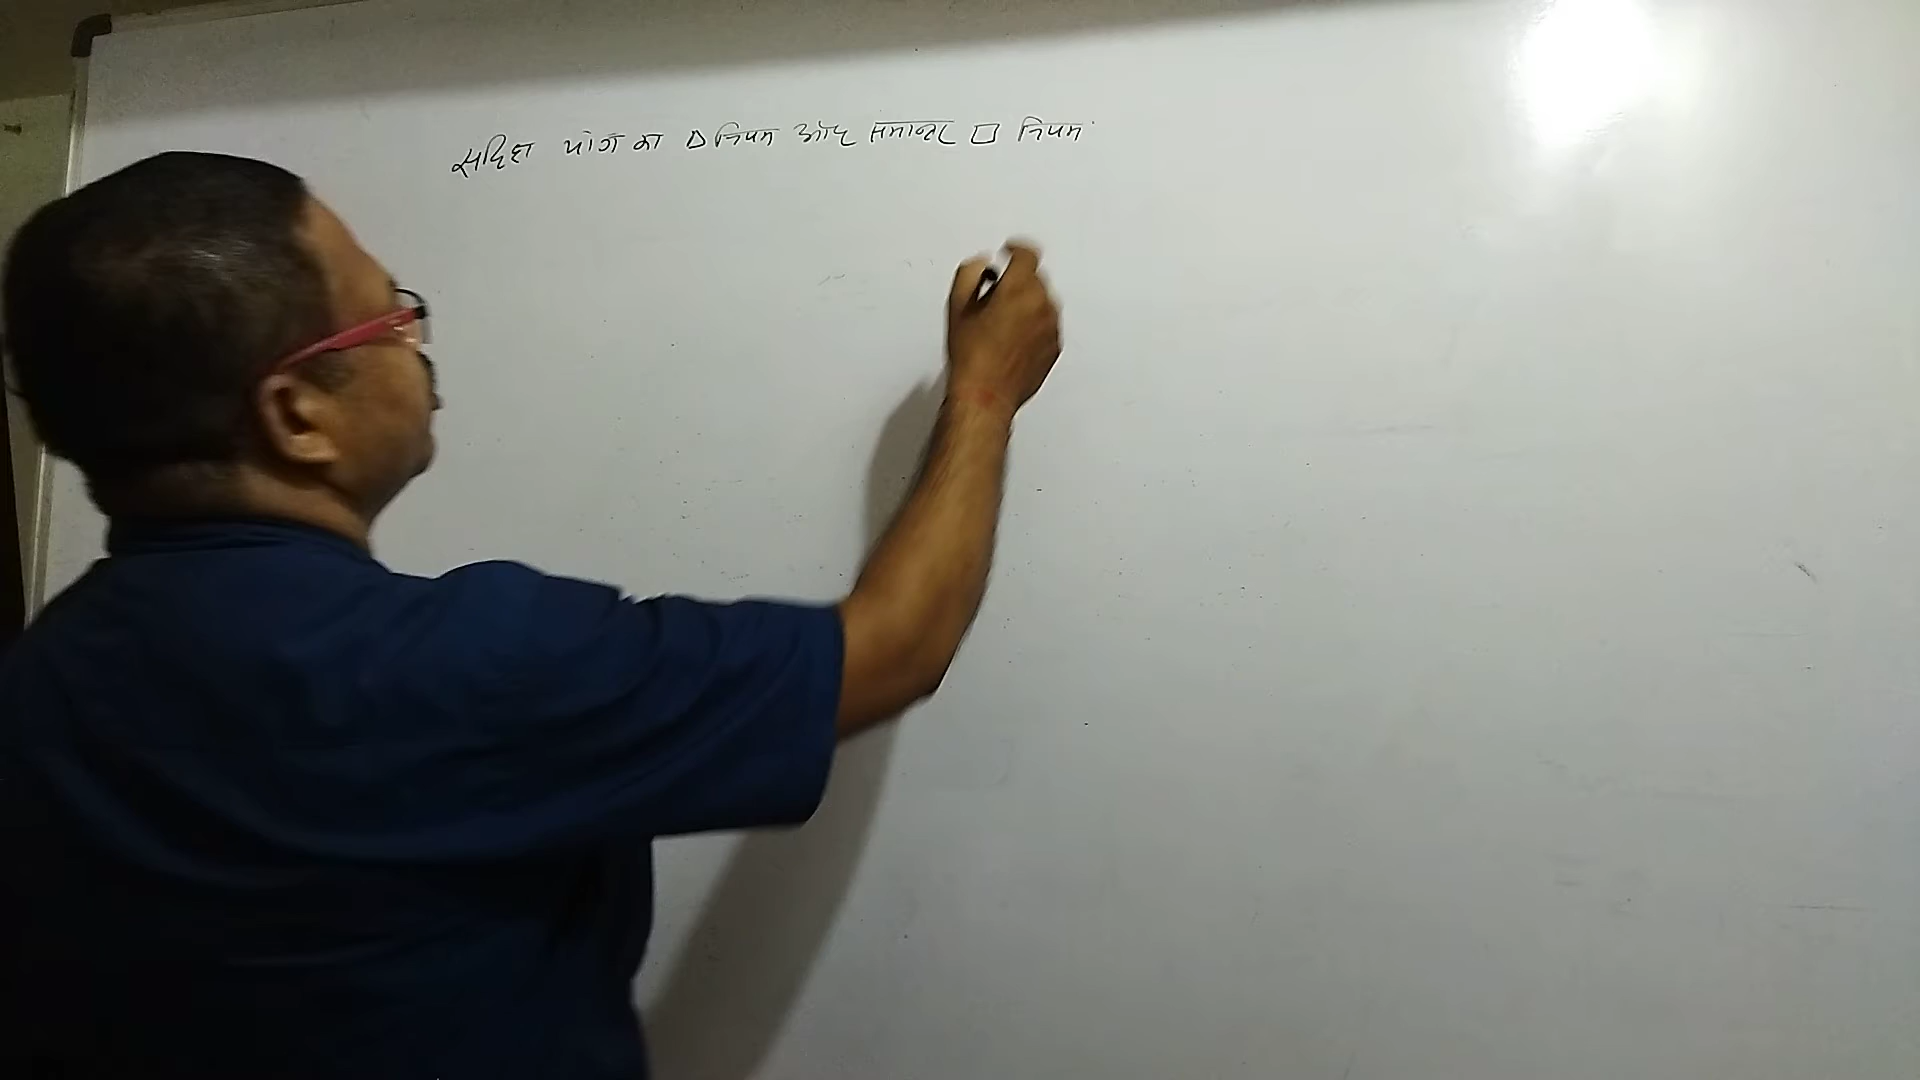 सदिश योग का △ नियम और समान्तर □ नियम